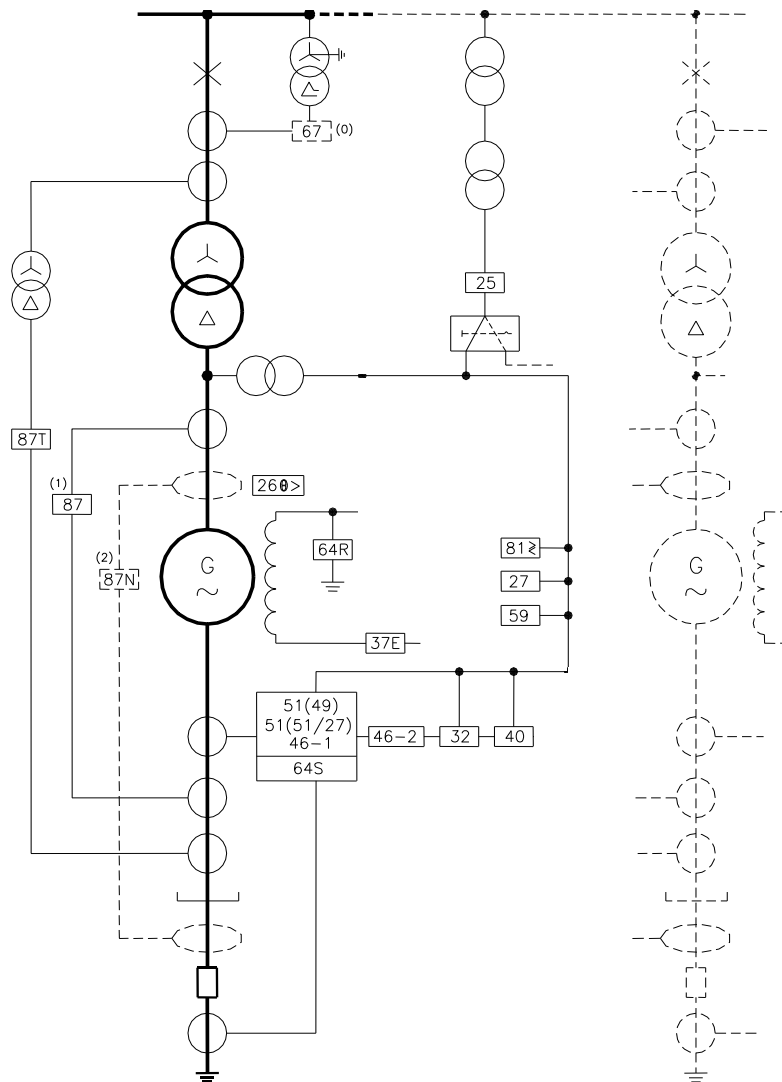 67 (0)
25
87T
(1)
87
26θ>
(2)
87N
G
~
64R
81≷
27
59
G
~
37E
51(49)
51(51/27)
46-1
46-2
32
40
64S